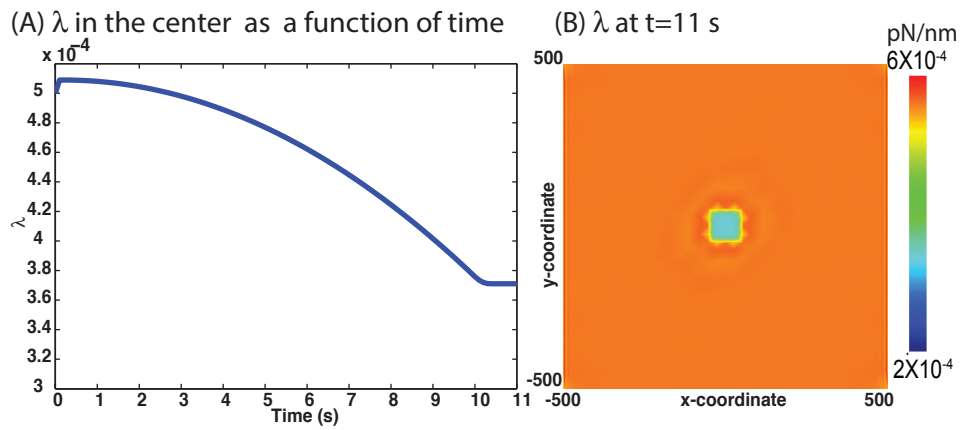 (A) λ in the center as a function of time
x 10⁻⁴
5
4.8
4.6
4.4
4.2
4
3.8
3.6
3.4
3.2
3
λ
0 1 2 3 4 5 6 7 8 9 10 11
Time (s)
(B) λ at t=11 s
pN/nm
6X10⁻⁴
2X10⁻⁴
500
y-coordinate
-500
-500 x-coordinate 500